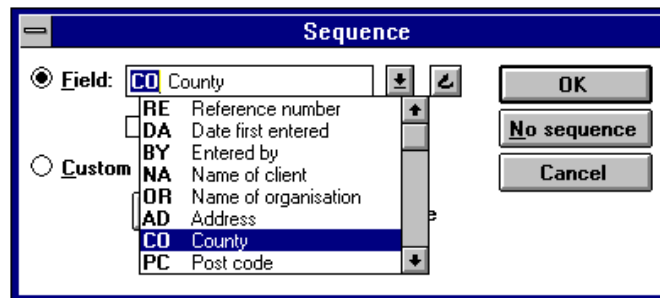 Sequence
Field: CO County
OK
RE Reference number
DA Date first entered
No sequence
BY Entered by
Custom
NA Name of client
Cancel
OR Name of organisation
AD Address
CO County
PC Post code